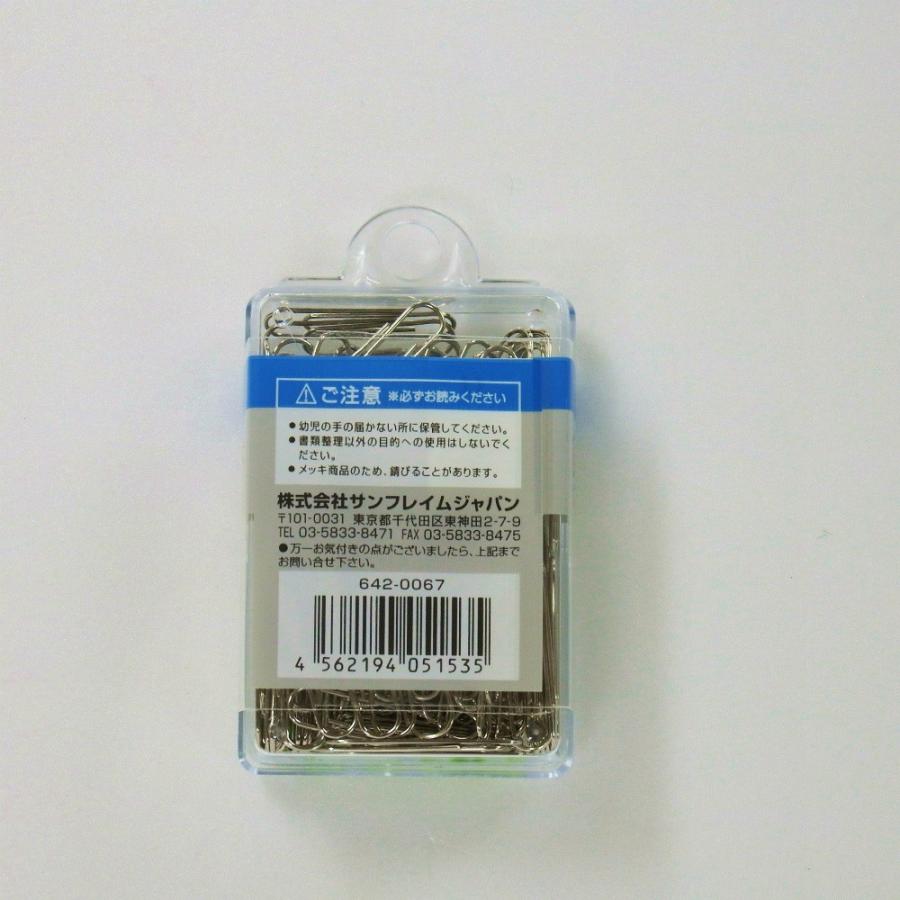 ご注意 ※必ずお読みください
●幼児の手の届かない所に保管してください。
●書類整理以外の目的への使用はしないでく
ださい。
●メッキ商品のため、錆びることがあります。
株式会社サンフレイムジャパン
〒101-0031 東京都千代田区東神田2-7-9
TEL 03-5833-8471 FAX 03-5833-8475
●万一お気付きの点がございましたら、上記まで
お問い合せ下さい。
642-0067
4 562194 051535